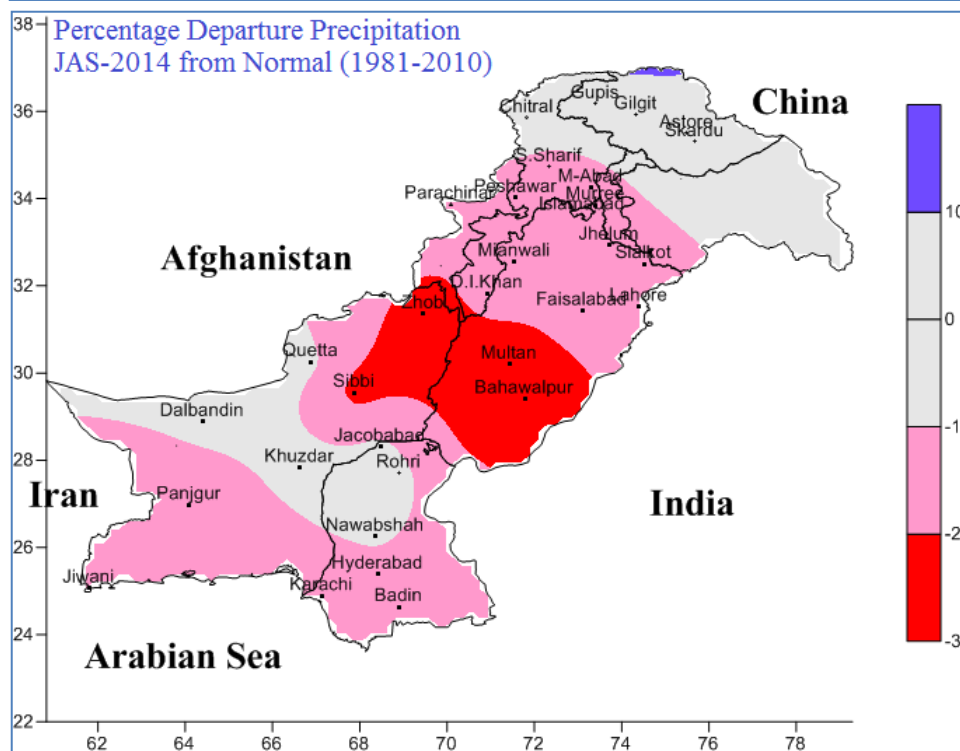 Percentage Departure Precipitation
JAS-2014 from Normal (1981-2010)
38
36
34
32
30
28
26
24
22
62 64 66 68 70 72 74 76 78
China
Afghanistan
Iran
India
Arabian Sea
Chitral
Gupis
Gilgit
Astore
Skardu
S.Sharif
M-Abad
Peshawar
Parachinar
Murree
Islamabad
Jhelum
Mianwali
Sialkot
D.I.Khan
Faisalabad
Lahore
Zhob
Quetta
Multan
Sibbi
Bahawalpur
Dalbandin
Jacobabad
Khuzdar
Rohri
Panjgur
Nawabshah
Hyderabad
Jiwani
Karachi
Badin
10
0
-1
-2
-3